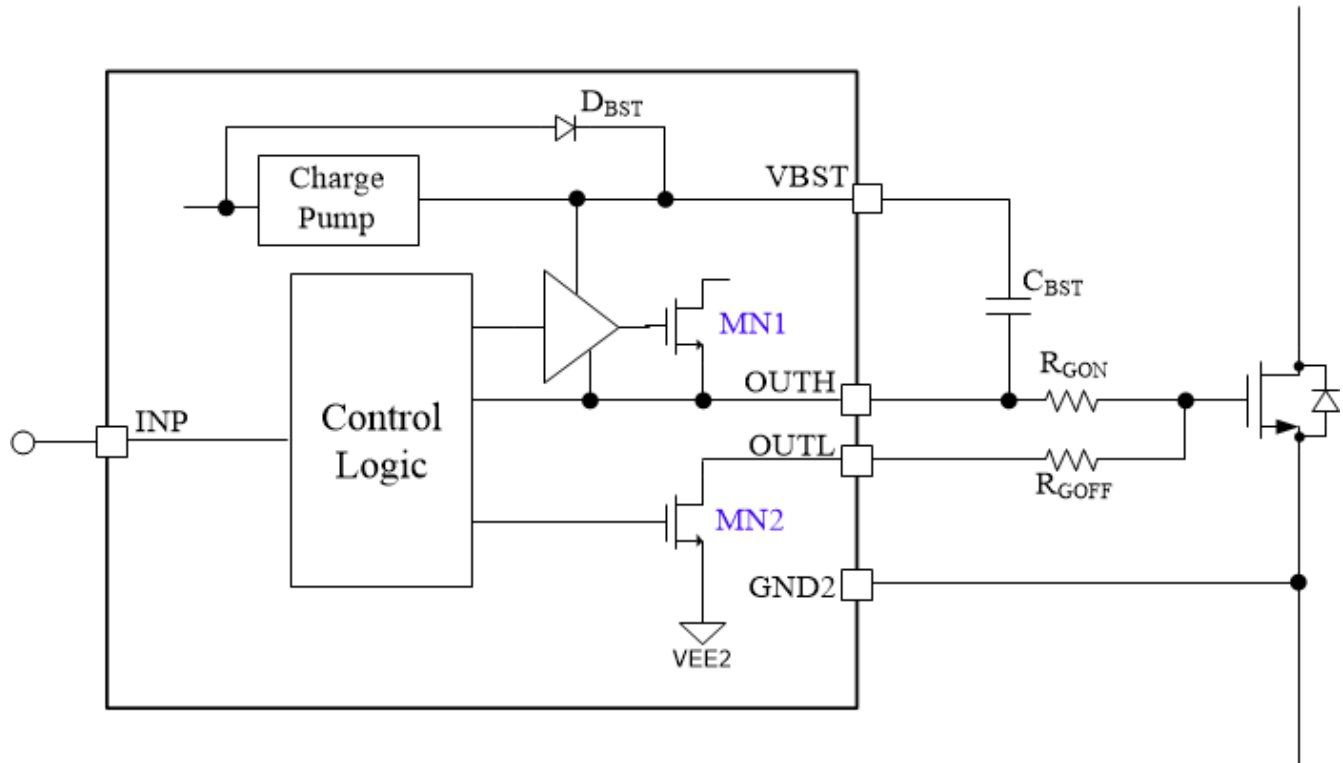 DBST
Charge
Pump
VBST
CBST
MN1
RGON
OUTH
INP
Control
Logic
OUTL
RGOFF
MN2
GND2
VEE2